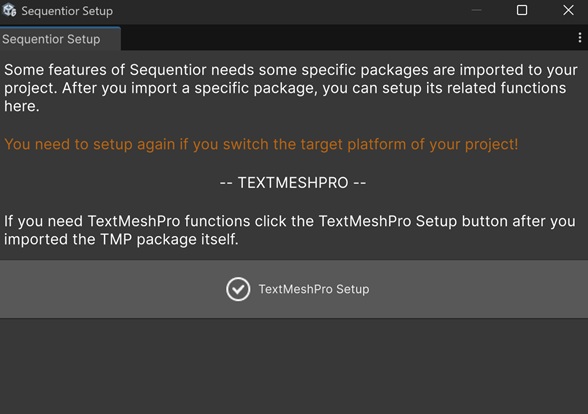 Sequentior Setup
Sequentior Setup
Some features of Sequentior needs some specific packages are imported to your
project. After you import a specific package, you can setup its related functions
here.
You need to setup again if you switch the target platform of your project!
-- TEXTMESHPRO --
If you need TextMeshPro functions click the TextMeshPro Setup button after you
imported the TMP package itself.
TextMeshPro Setup